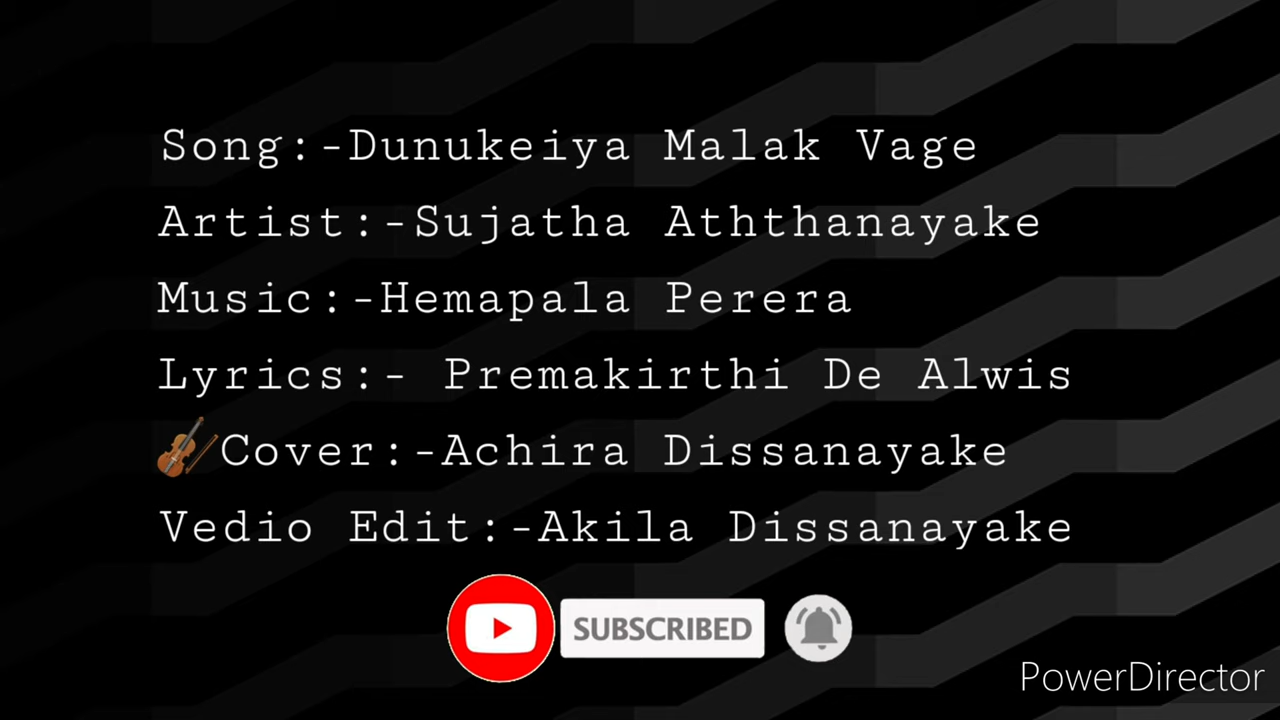 Song:-Dunukeiya Malak Vage
Artist:-Sujatha Aththanayake
Music:-Hemapala Perera
Lyrics:- Premakirthi De Alwis
🎻Cover:-Achira Dissanayake
Vedio Edit:-Akila Dissanayake
SUBSCRIBED
PowerDirector